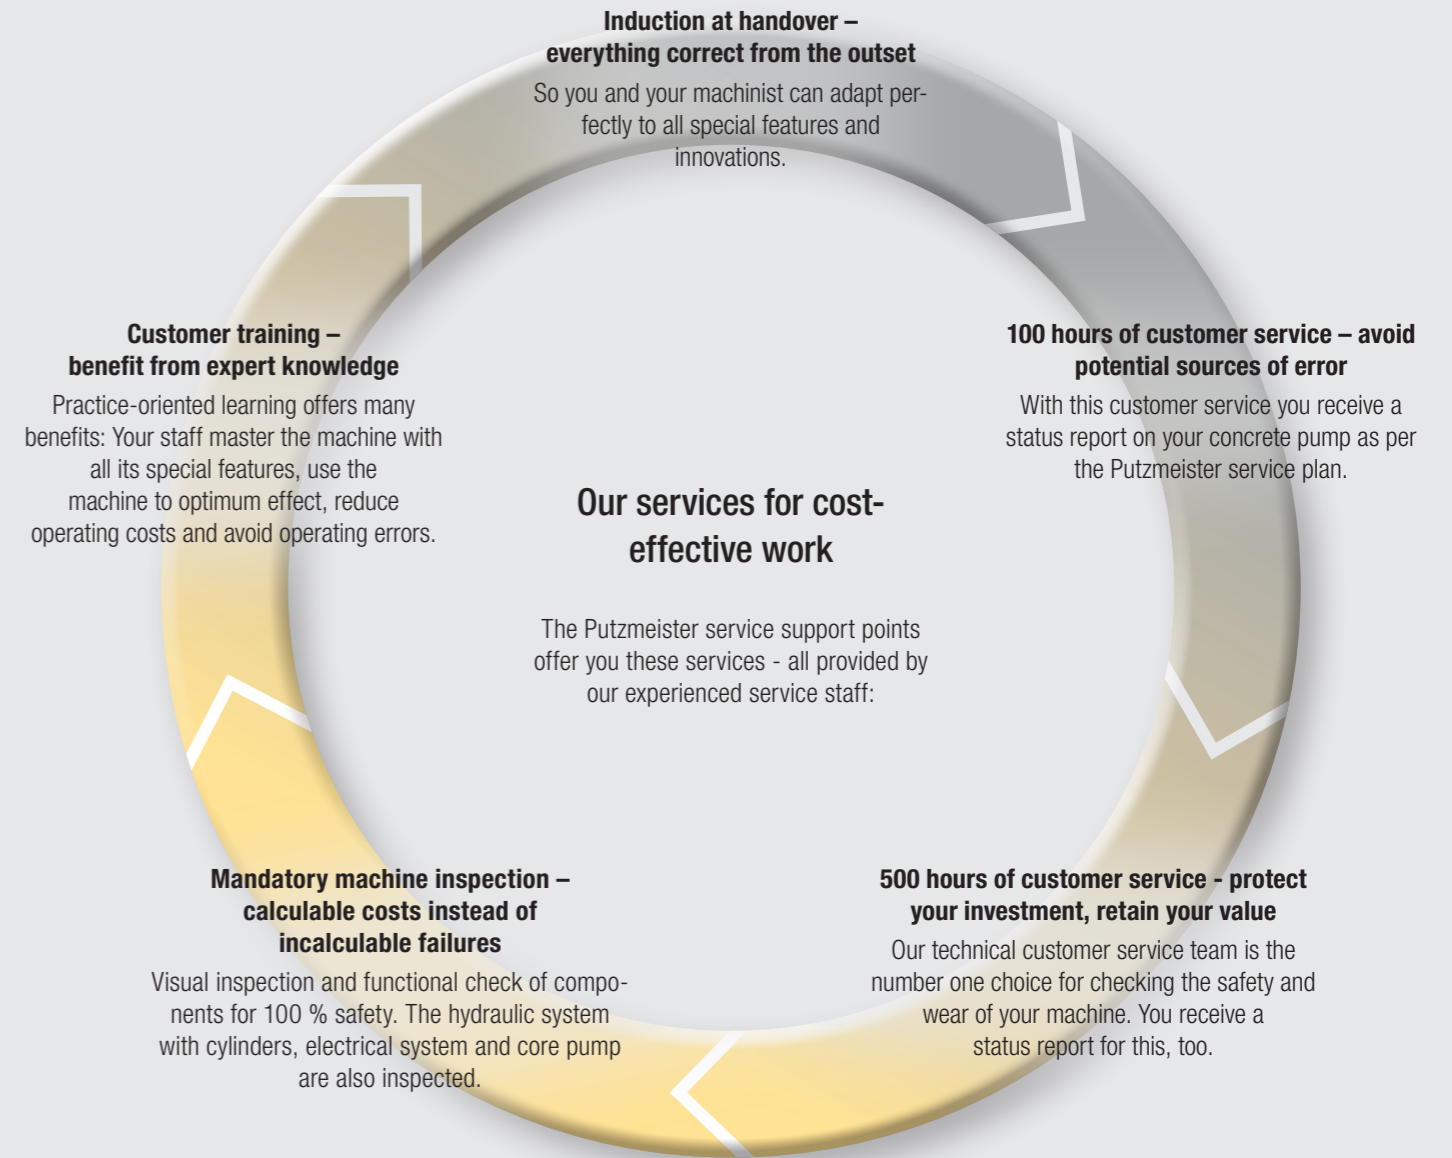 Induction at handover –
everything correct from the outset
So you and your machinist can adapt per-
fectly to all special features and
innovations.
100 hours of customer service – avoid
potential sources of error
With this customer service you receive a
status report on your concrete pump as per
the Putzmeister service plan.
500 hours of customer service - protect
your investment, retain your value
Our technical customer service team is the
number one choice for checking the safety and
wear of your machine. You receive a
status report for this, too.
Mandatory machine inspection –
calculable costs instead of
incalculable failures
Visual inspection and functional check of compo-
nents for 100 % safety. The hydraulic system
with cylinders, electrical system and core pump
are also inspected.
Customer training –
benefit from expert knowledge
Practice-oriented learning offers many
benefits: Your staff master the machine with
all its special features, use the
machine to optimum effect, reduce
operating costs and avoid operating errors.
Our services for cost-
effective work
The Putzmeister service support points
offer you these services - all provided by
our experienced service staff: